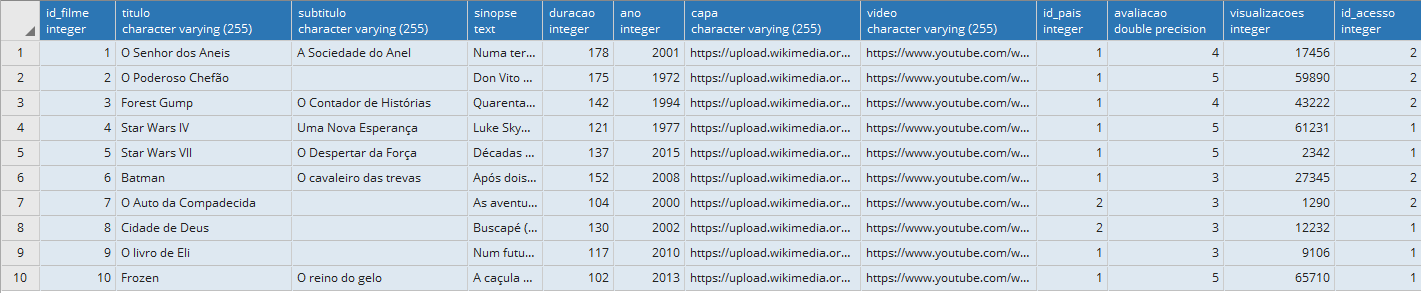 id_filme integer titulo character varying (255) subtitulo character varying (255) sinopse text duracao integer ano integer capa character varying (255) video character varying (255) id_pais integer avaliacao double precision visualizacoes integer id_acesso integer
1 1 O Senhor dos Aneis A Sociedade do Anel Numa ter... 178 2001 https://upload.wikimedia.or... https://www.youtube.com/w... 1 4 17456 2
2 2 O Poderoso Chefão Don Vito ... 175 1972 https://upload.wikimedia.or... https://www.youtube.com/w... 1 5 59890 2
3 3 Forest Gump O Contador de Histórias Quarenta... 142 1994 https://upload.wikimedia.or... https://www.youtube.com/w... 1 4 43222 2
4 4 Star Wars IV Uma Nova Esperança Luke Sky... 121 1977 https://upload.wikimedia.or... https://www.youtube.com/w... 1 5 61231 1
5 5 Star Wars VII O Despertar da Força Décadas ... 137 2015 https://upload.wikimedia.or... https://www.youtube.com/w... 1 5 2342 1
6 6 Batman O cavaleiro das trevas Após dois... 152 2008 https://upload.wikimedia.or... https://www.youtube.com/w... 1 3 27345 2
7 7 O Auto da Compadecida As aventu... 104 2000 https://upload.wikimedia.or... https://www.youtube.com/w... 2 3 1290 2
8 8 Cidade de Deus Buscapé (... 130 2002 https://upload.wikimedia.or... https://www.youtube.com/w... 2 3 12232 1
9 9 O livro de Eli Num futu... 117 2010 https://upload.wikimedia.or... https://www.youtube.com/w... 1 3 9106 1
10 10 Frozen O reino do gelo A caçula ... 102 2013 https://upload.wikimedia.or... https://www.youtube.com/w... 1 5 65710 1